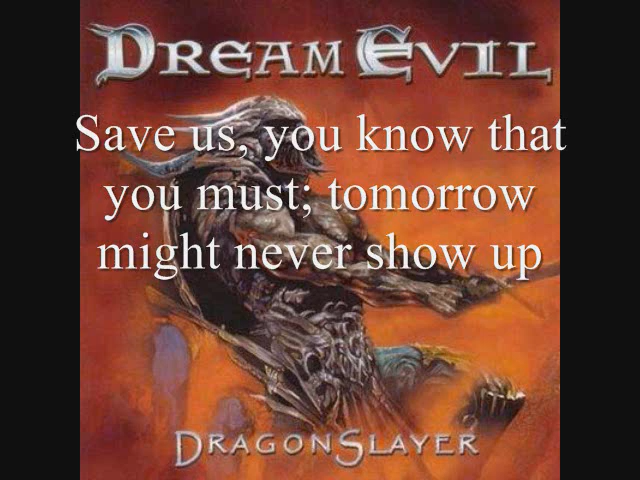 DREAM EVIL
Save us, you know that
you must; tomorrow
might never show up
DRAGONSLAYER